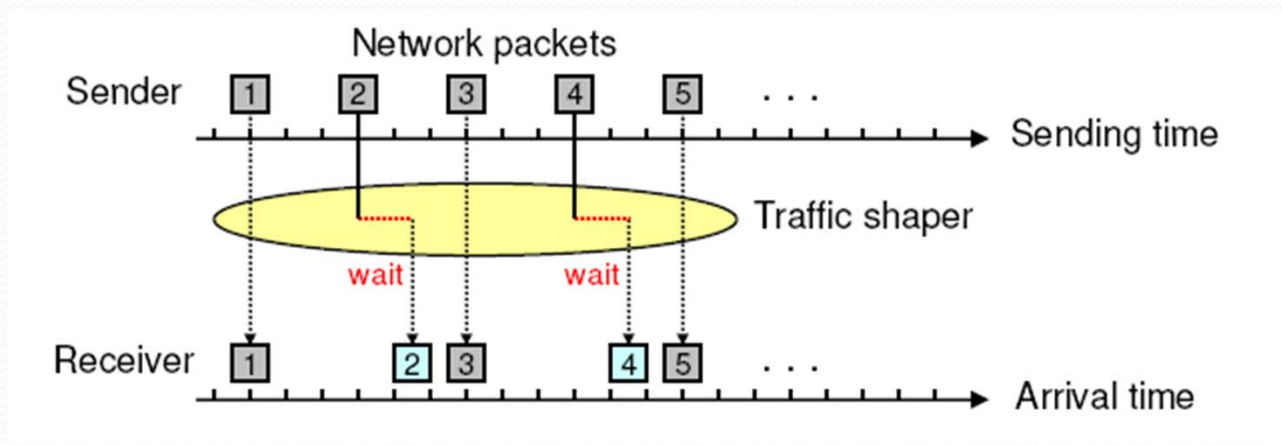 Network packets
Sender 1 2 3 4 5 . . .
Sending time
Traffic shaper
wait wait
Receiver 1 2 3 4 5 . . .
Arrival time